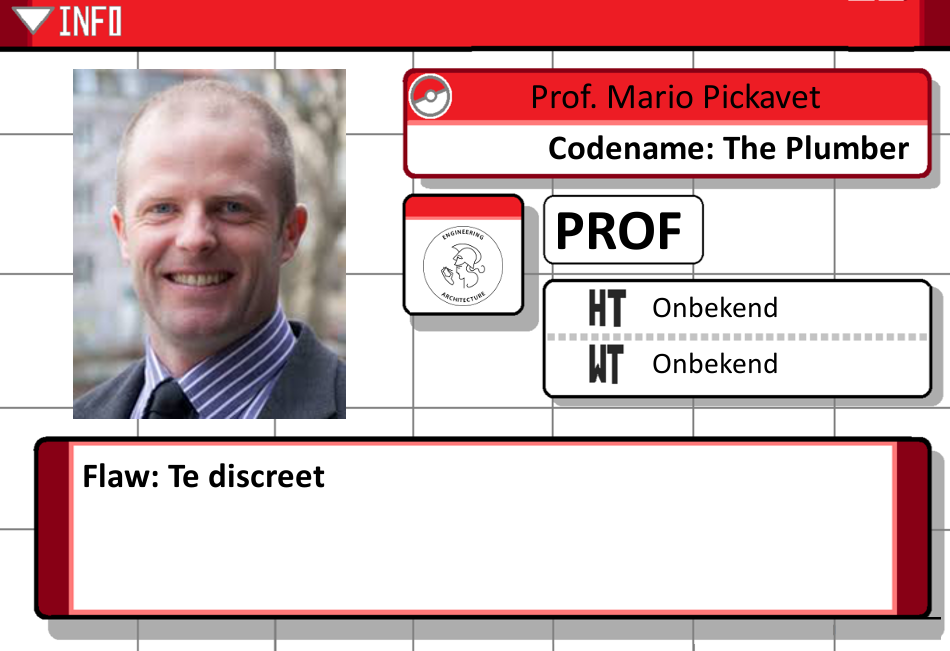 INFO
Prof. Mario Pickavet
Codename: The Plumber
ENGINEERING
ARCHITECTURE
PROF
HT Onbekend
WT Onbekend
Flaw: Te discreet